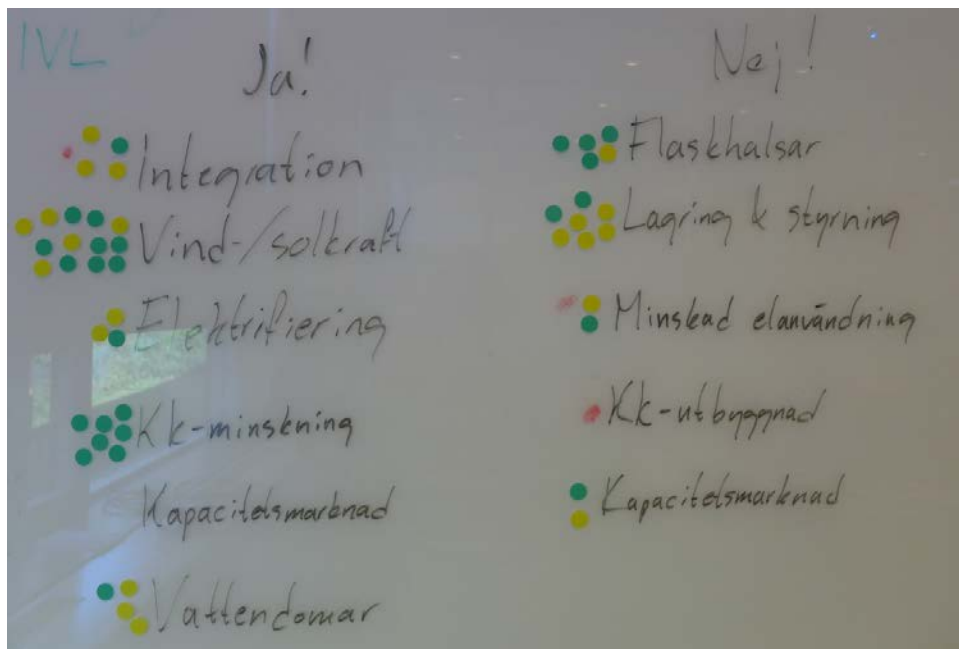 IVL
Ja!
Integration
Vind-/solkraft
Elektrifiering
Kk-minskning
Kapacitetsmarknad
Vattendomar
Nej!
Flaskhalsar
Lagring & styrning
Minskad elanvändning
Kk-utbyggnad
Kapacitetsmarknad